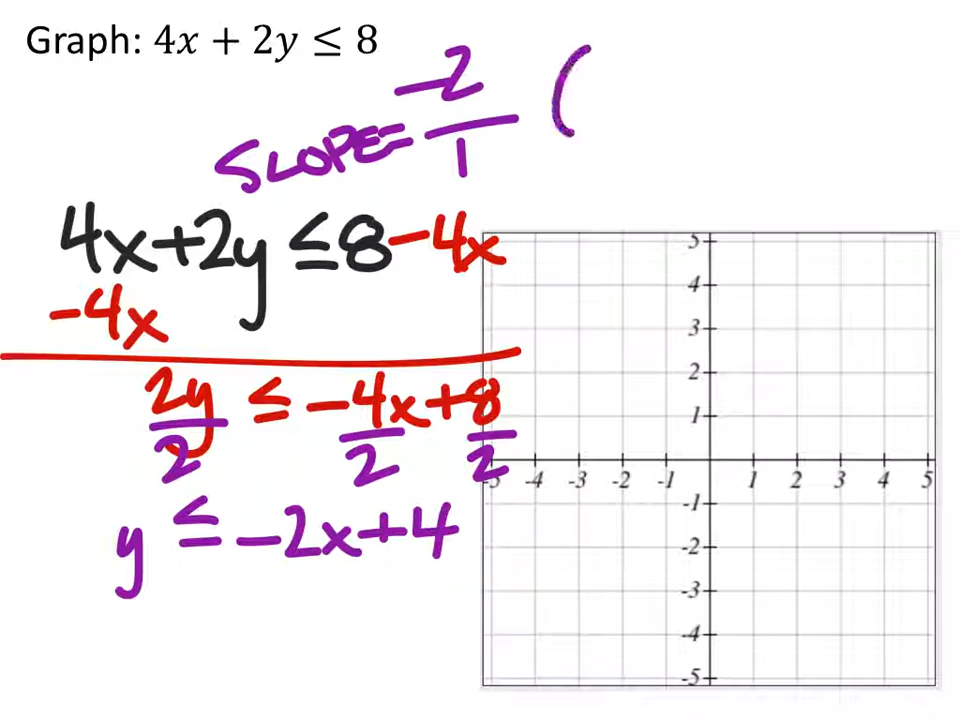 Graph: 4x + 2y ≤ 8
SLOPE= -2/1 (
4x+2y ≤ 8 -4x
-4x
2y/2 ≤ -4x/2 + 8/2
y ≤ -2x+4
5
4
3
2
1
-5 -4 -3 -2 -1 1 2 3 4 5
-1
-2
-3
-4
-5